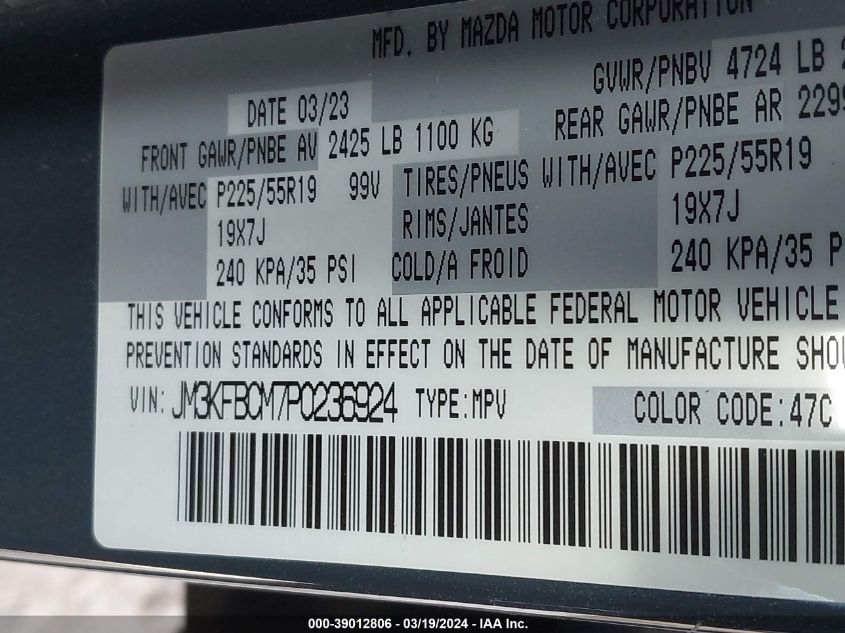 MFD. BY MAZDA MOTOR CORPORATION
DATE 03/23 GVWR/PNBV 4724 LB
FRONT GAWR/PNBE AV 2425 LB 1100 KG REAR GAWR/PNBE AR 2299
WITH/AVEC P225/55R19 99V TIRES/PNEUS WITH/AVEC P225/55R19
19X7J RIMS/JANTES 19X7J
240 KPA/35 PSI COLD/A FROID 240 KPA/35 P
THIS VEHICLE CONFORMS TO ALL APPLICABLE FEDERAL MOTOR VEHICLE
PREVENTION STANDARDS IN EFFECT ON THE DATE OF MANUFACTURE SHO
VIN: JM3KFBCM7P0236924 TYPE:MPV COLOR CODE:47C
000-39012806 - 03/19/2024 - IAA Inc.